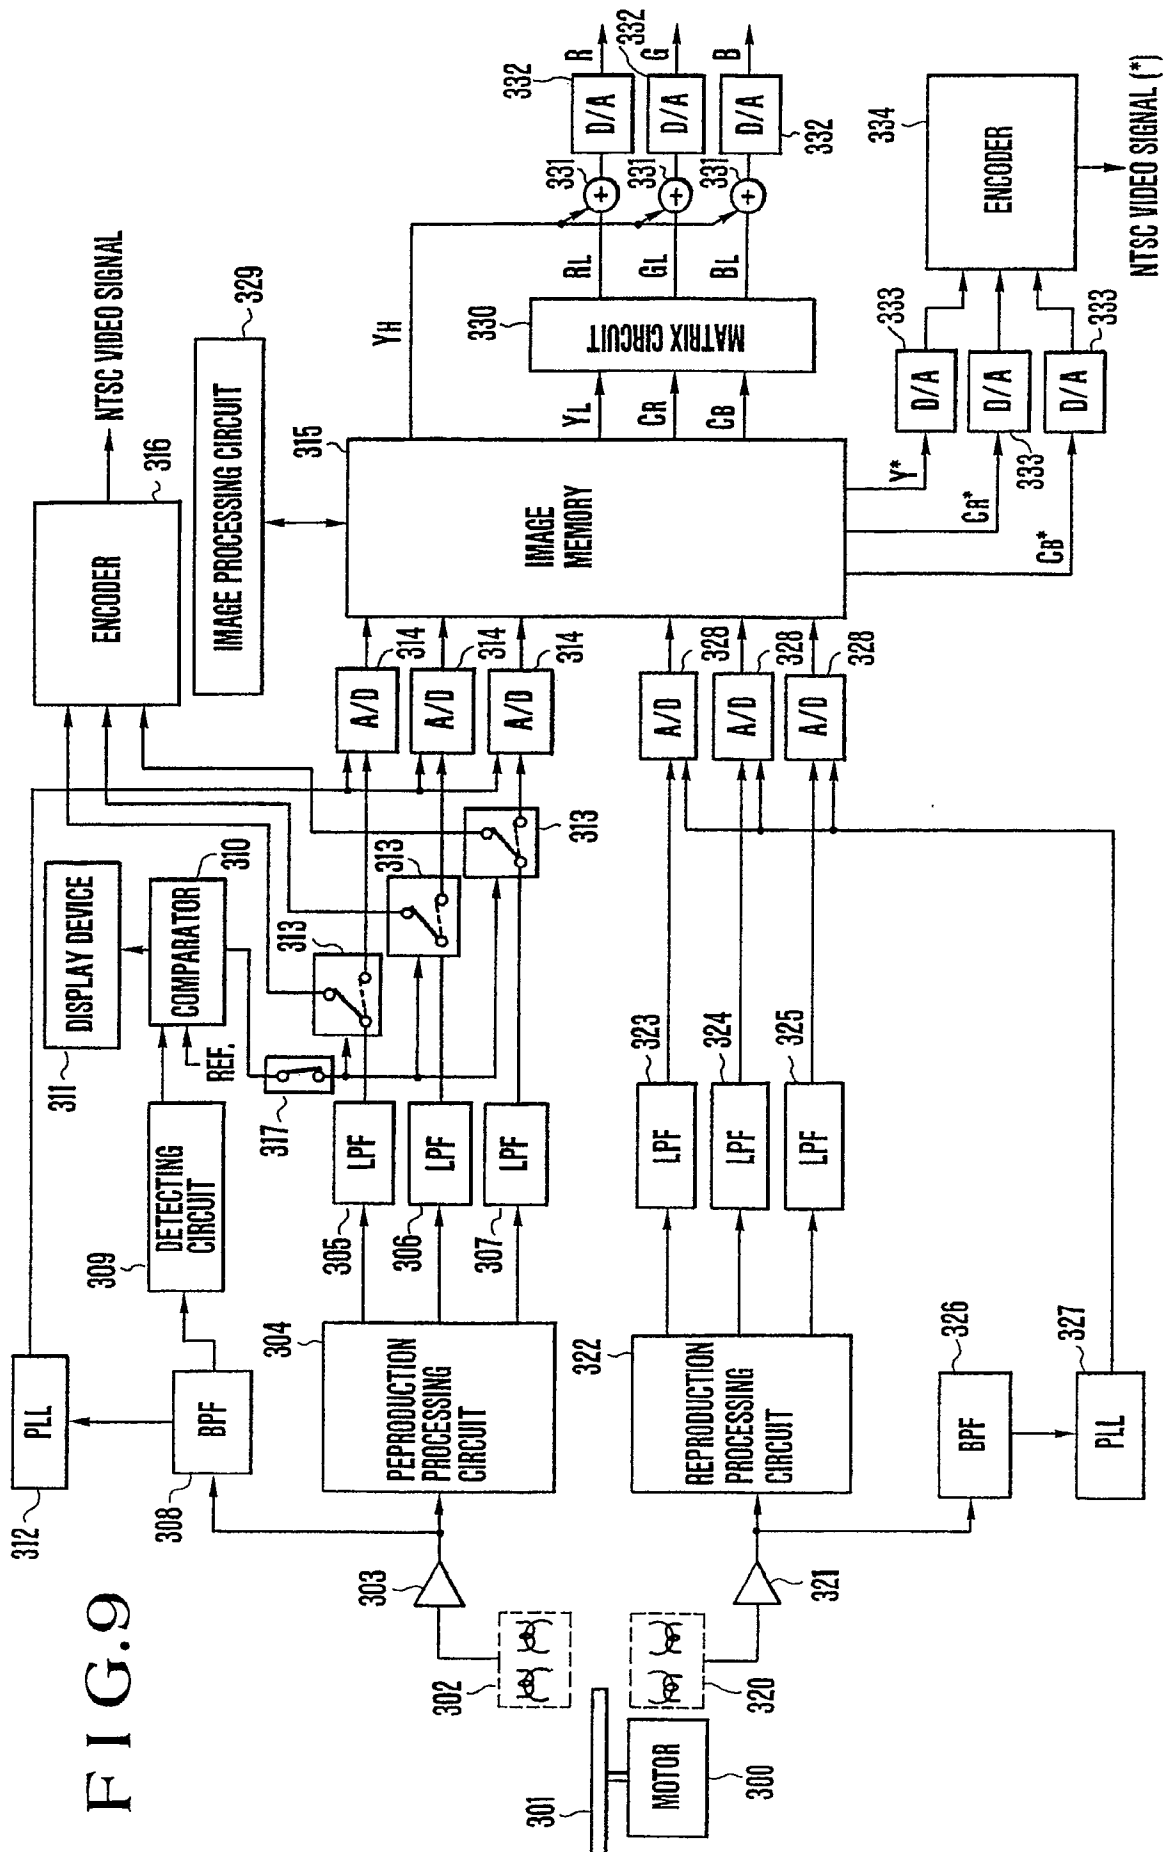 FIG.9
312
PLL
308
BPF
309
DETECTING
CIRCUIT
311
DISPLAY DEVICE
310
COMPARATOR
REF.
317
ENCODER
316
NTSC VIDEO SIGNAL
IMAGE PROCESSING CIRCUIT
329
303
302
304
PEPRODUCTION
PROCESSING
CIRCUIT
305
LPF
306
LPF
307
LPF
313
313
313
A/D
314
A/D
314
A/D
314
315
IMAGE
MEMORY
YH
YL
CR
CB
330
MATRIX CIRCUIT
RL
GL
BL
331
331
331
332
D/A
R
332
D/A
G
332
D/A
B
301
MOTOR
300
320
321
322
REPRODUCTION
PROCESSING
CIRCUIT
323
LPF
324
LPF
325
LPF
A/D
328
A/D
328
A/D
328
326
BPF
327
PLL
Y*
CR*
CB*
333
D/A
333
D/A
333
D/A
334
ENCODER
NTSC VIDEO SIGNAL (*)